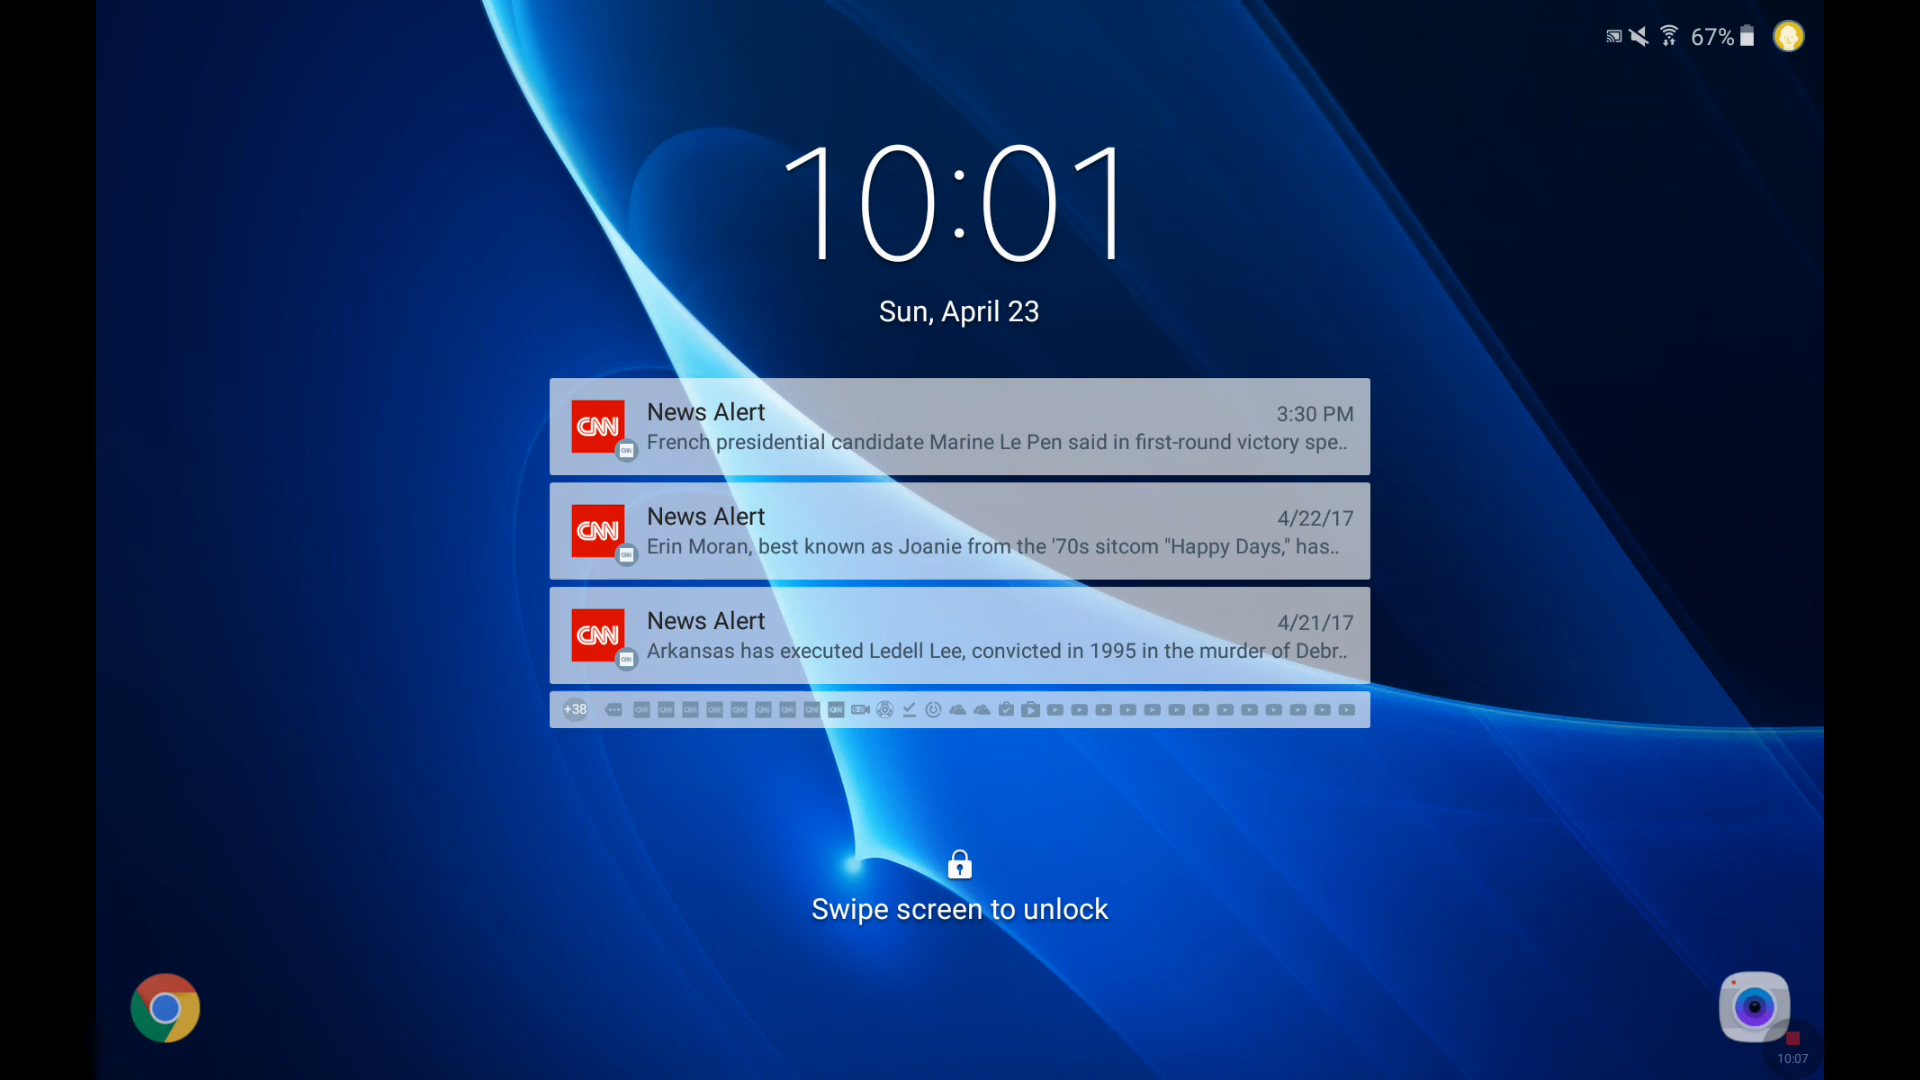 67%
10:01
Sun, April 23
CNN
News Alert
3:30 PM
French presidential candidate Marine Le Pen said in first-round victory spe..
CNN
News Alert
4/22/17
Erin Moran, best known as Joanie from the '70s sitcom "Happy Days," has..
CNN
News Alert
4/21/17
Arkansas has executed Ledell Lee, convicted in 1995 in the murder of Debr..
+38
Swipe screen to unlock
10:07